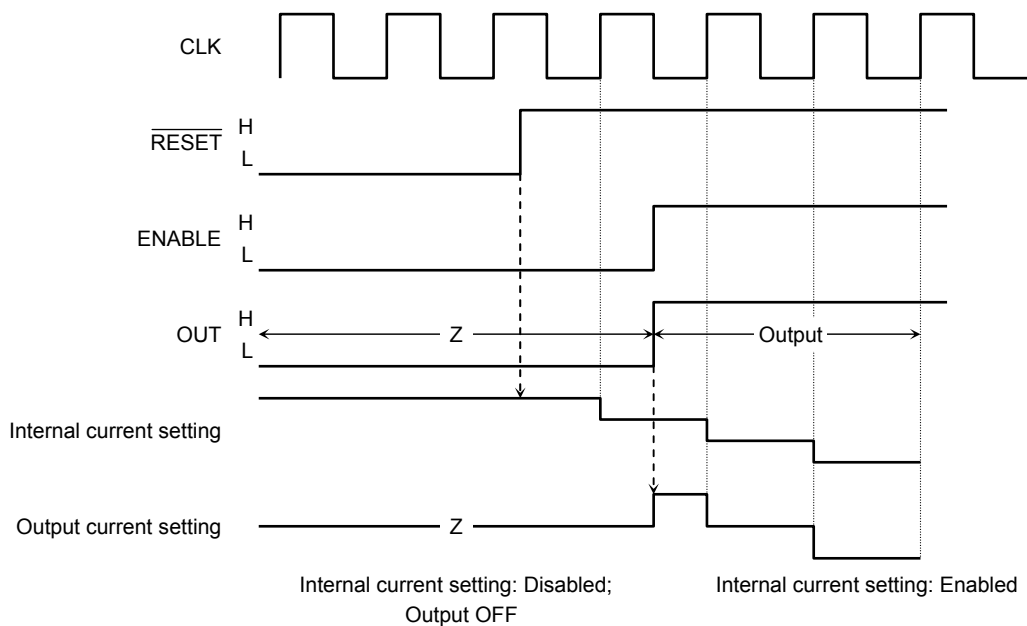 CLK
H
RESET
L
H
ENABLE
L
H
OUT
Z
Output
L
Internal current setting
Output current setting
Z
Internal current setting: Disabled;
Output OFF
Internal current setting: Enabled